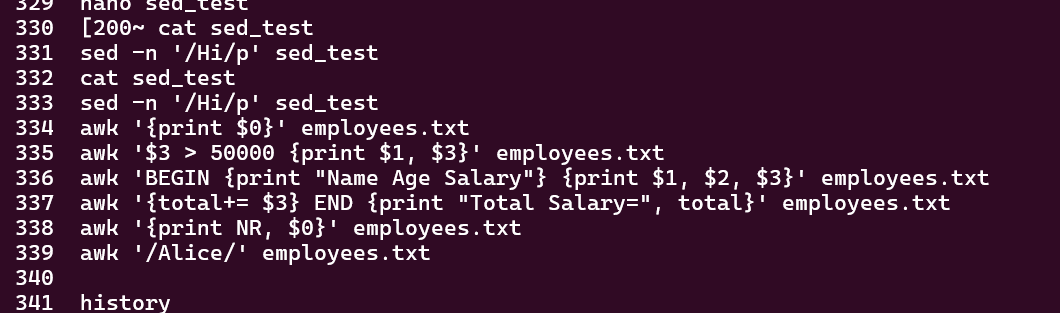 329  nano sed_test
330  [200~ cat sed_test
331  sed -n '/Hi/p' sed_test
332  cat sed_test
333  sed -n '/Hi/p' sed_test
334  awk '{print $0}' employees.txt
335  awk '$3 > 50000 {print $1, $3}' employees.txt
336  awk 'BEGIN {print "Name Age Salary"} {print $1, $2, $3}' employees.txt
337  awk '{total+= $3} END {print "Total Salary=", total}' employees.txt
338  awk '{print NR, $0}' employees.txt
339  awk '/Alice/' employees.txt
340
341  history